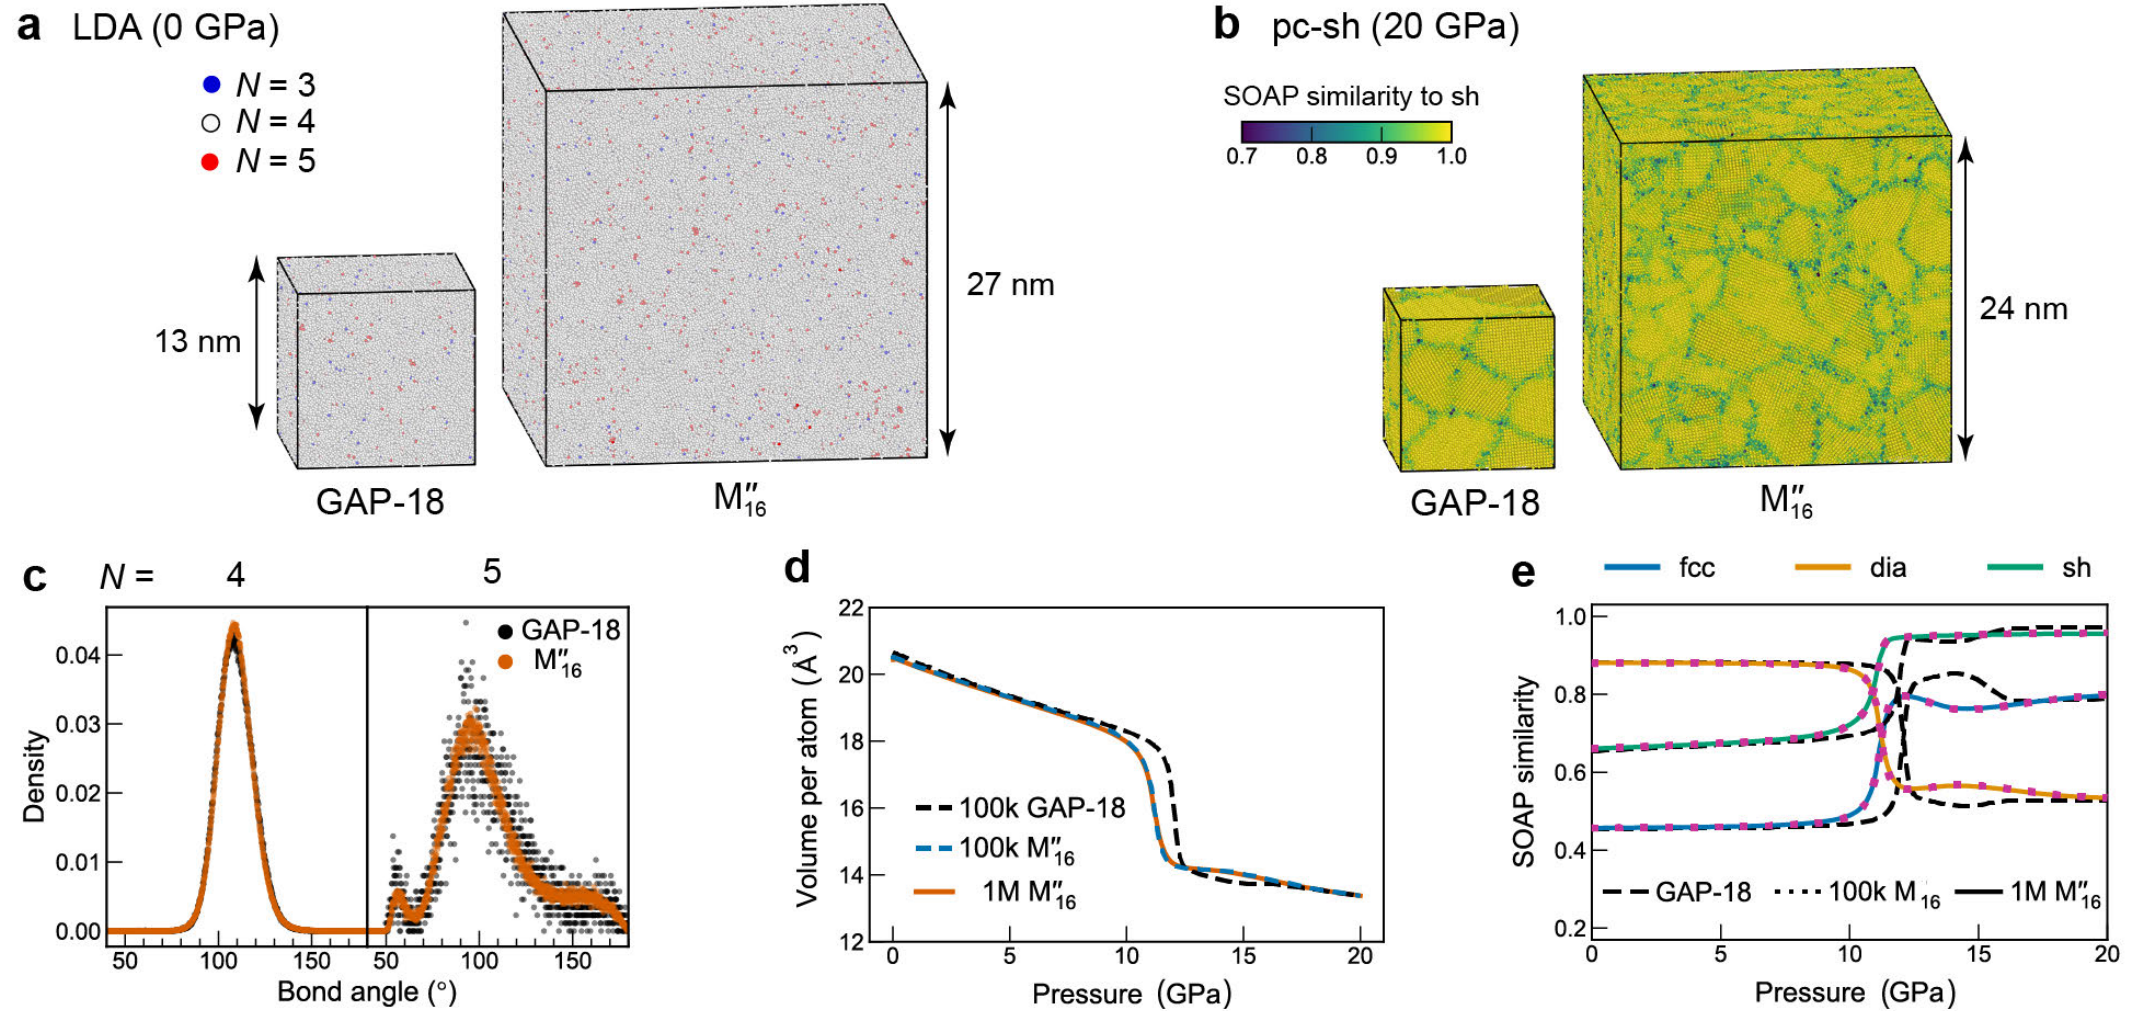 a LDA (0 GPa)
N = 3
N = 4
N = 5
13 nm
27 nm
GAP-18
M″16
b pc-sh (20 GPa)
SOAP similarity to sh
0.7 0.8 0.9 1.0
24 nm
GAP-18
M″16
c N = 4 5
GAP-18
M″16
0.04
0.03
0.02
0.01
0.00
Density
50 100 150 50 100 150
Bond angle (°)
d
22
20
18
16
14
12
Volume per atom (Å3)
100k GAP-18
100k M″16
1M M″16
0 5 10 15 20
Pressure (GPa)
e fcc dia sh
1.0
0.8
0.6
0.4
0.2
SOAP similarity
GAP-18 100k M″16 1M M″16
0 5 10 15 20
Pressure (GPa)